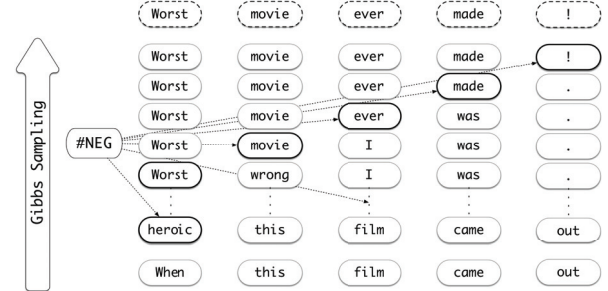 Worst movie ever made !
Worst movie ever made !
Worst movie ever made .
Worst movie ever was .
#NEG Worst movie I was .
Worst wrong I was .
heroic this film came out
When this film came out
Gibbs Sampling